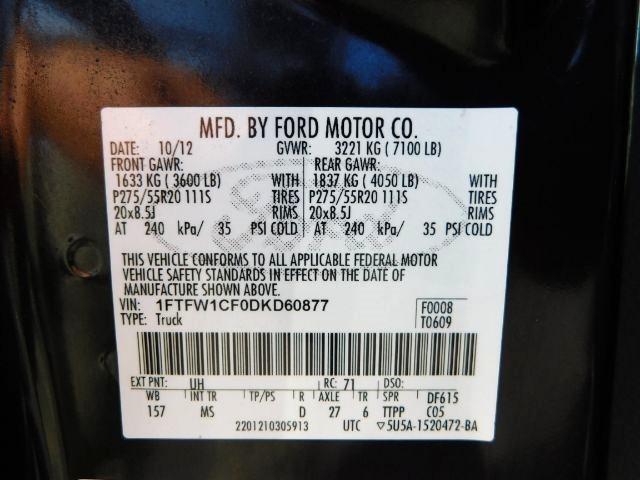 MFD. BY FORD MOTOR CO.
DATE: 10/12 GVWR: 3221 KG ( 7100 LB)
FRONT GAWR: REAR GAWR:
1633 KG ( 3600 LB) WITH 1837 KG ( 4050 LB) WITH
P275/55R20 111S TIRES P275/55R20 111S TIRES
20x8.5J RIMS 20x8.5J RIMS
AT 240 kPa/ 35 PSI COLD AT 240 kPa/ 35 PSI COLD
THIS VEHICLE CONFORMS TO ALL APPLICABLE FEDERAL MOTOR
VEHICLE SAFETY STANDARDS IN EFFECT ON THE DATE OF
MANUFACTURE SHOWN ABOVE.
VIN: 1FTFW1CF0DKD60877 F0008
TYPE: Truck T0609
EXT PNT: UH RC: 71 DSO:
WB INT TR TP/PS R AXLE TR SPR DF615
157 MS D 27 6 TTPP C05
2201210305913 UTC ▽5U5A-1520472-BA